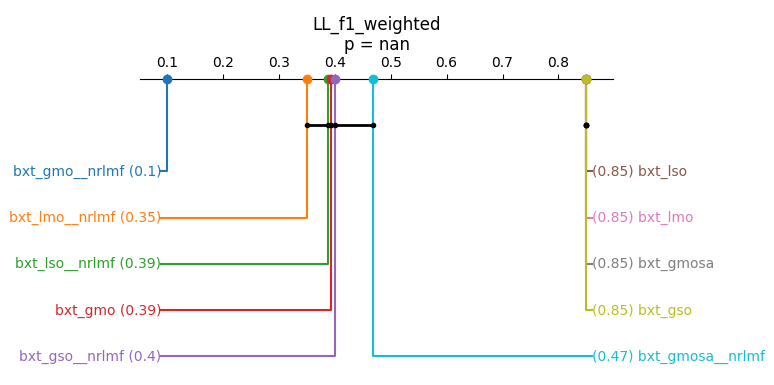 LL_f1_weighted
p = nan
0.1 0.2 0.3 0.4 0.5 0.6 0.7 0.8
bxt_gmo__nrlmf (0.1)
(0.85) bxt_lso
bxt_lmo__nrlmf (0.35)
(0.85) bxt_lmo
bxt_lso__nrlmf (0.39)
(0.85) bxt_gmosa
bxt_gmo (0.39)
(0.85) bxt_gso
bxt_gso__nrlmf (0.4)
(0.47) bxt_gmosa__nrlmf